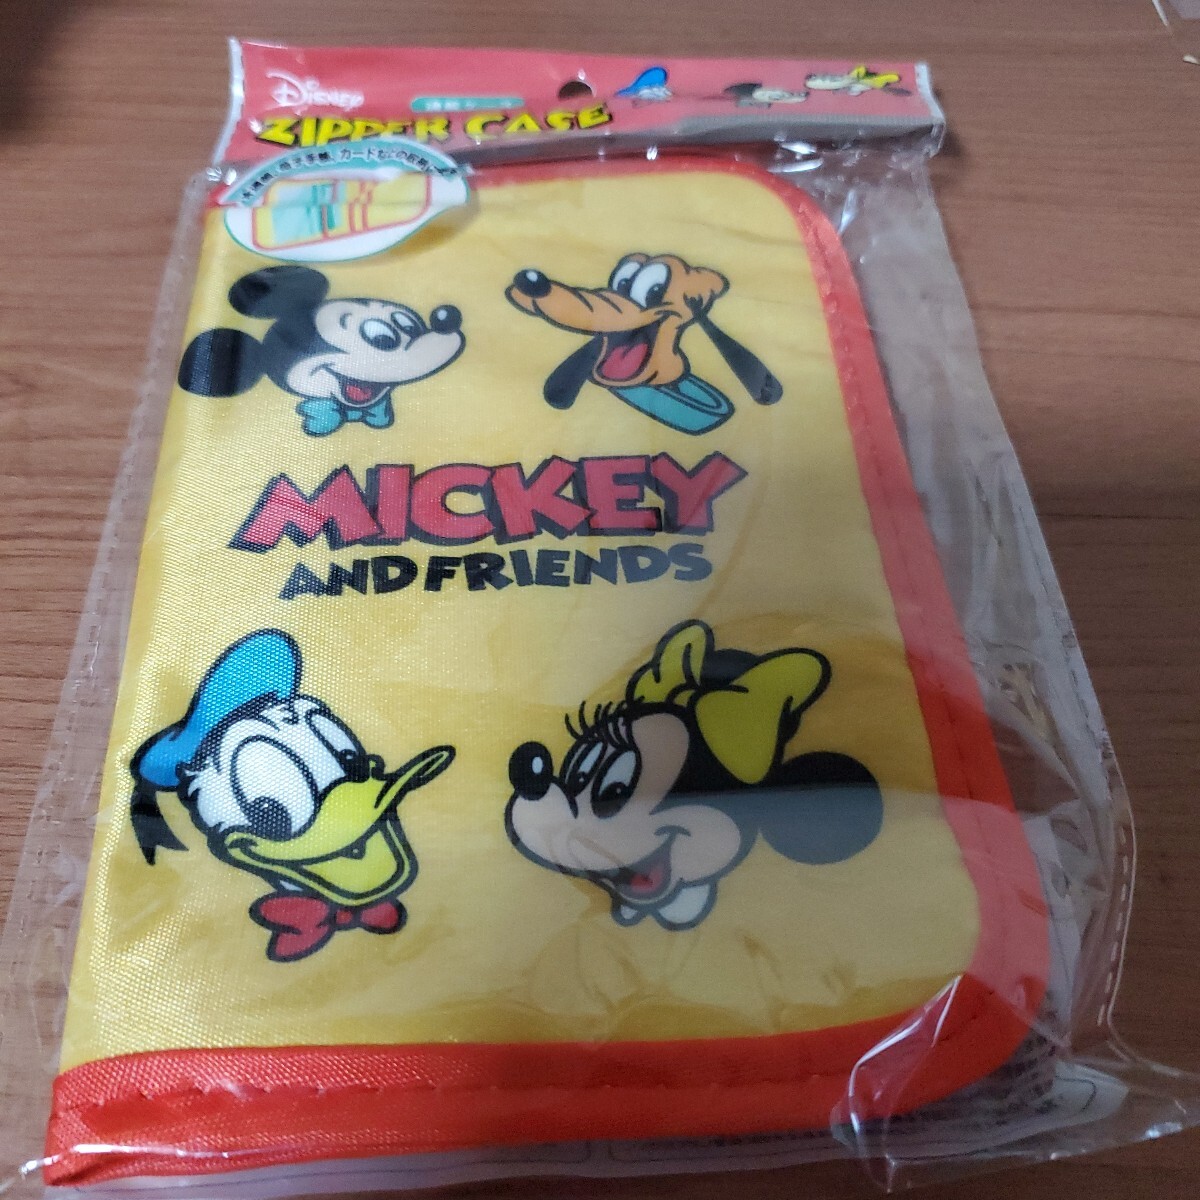 Disney
ZIPPER CASE
MICKEY
AND FRIENDS